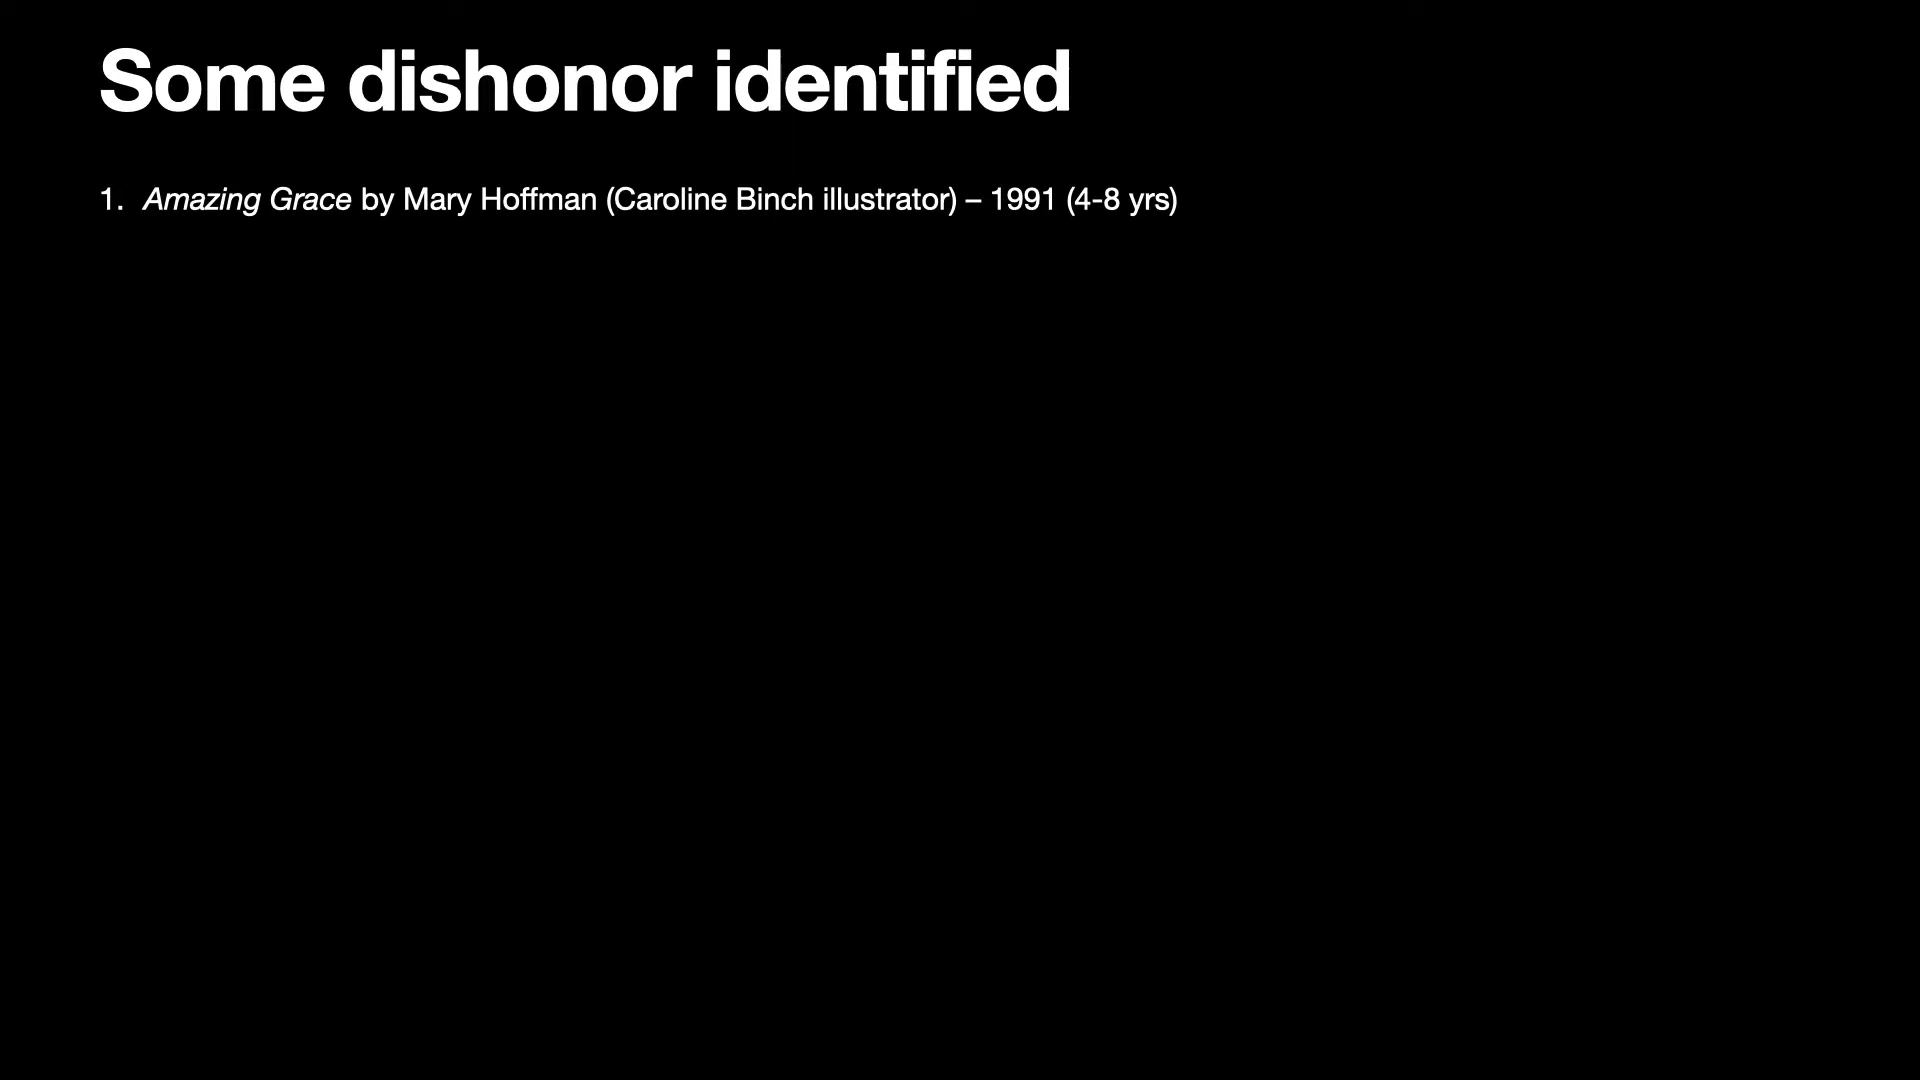 Some dishonor identified
1. Amazing Grace by Mary Hoffman (Caroline Binch illustrator) – 1991 (4-8 yrs)